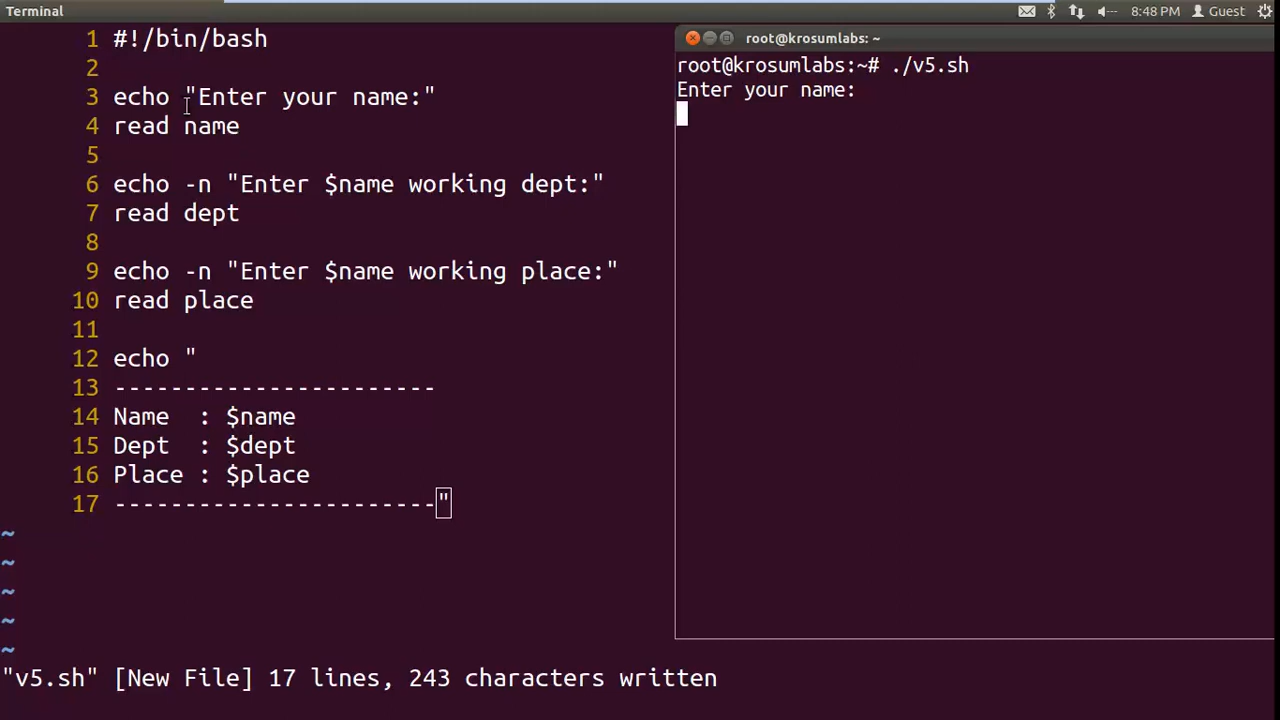 Terminal
8:48 PM Guest
1 #!/bin/bash
2
3 echo "Enter your name:"
4 read name
5
6 echo -n "Enter $name working dept:"
7 read dept
8
9 echo -n "Enter $name working place:"
10 read place
11
12 echo "
13 -----------------------
14 Name  : $name
15 Dept  : $dept
16 Place : $place
17 -----------------------"
~
~
~
~
~
"v5.sh" [New File] 17 lines, 243 characters written
root@krosumlabs: ~
root@krosumlabs:~# ./v5.sh
Enter your name: